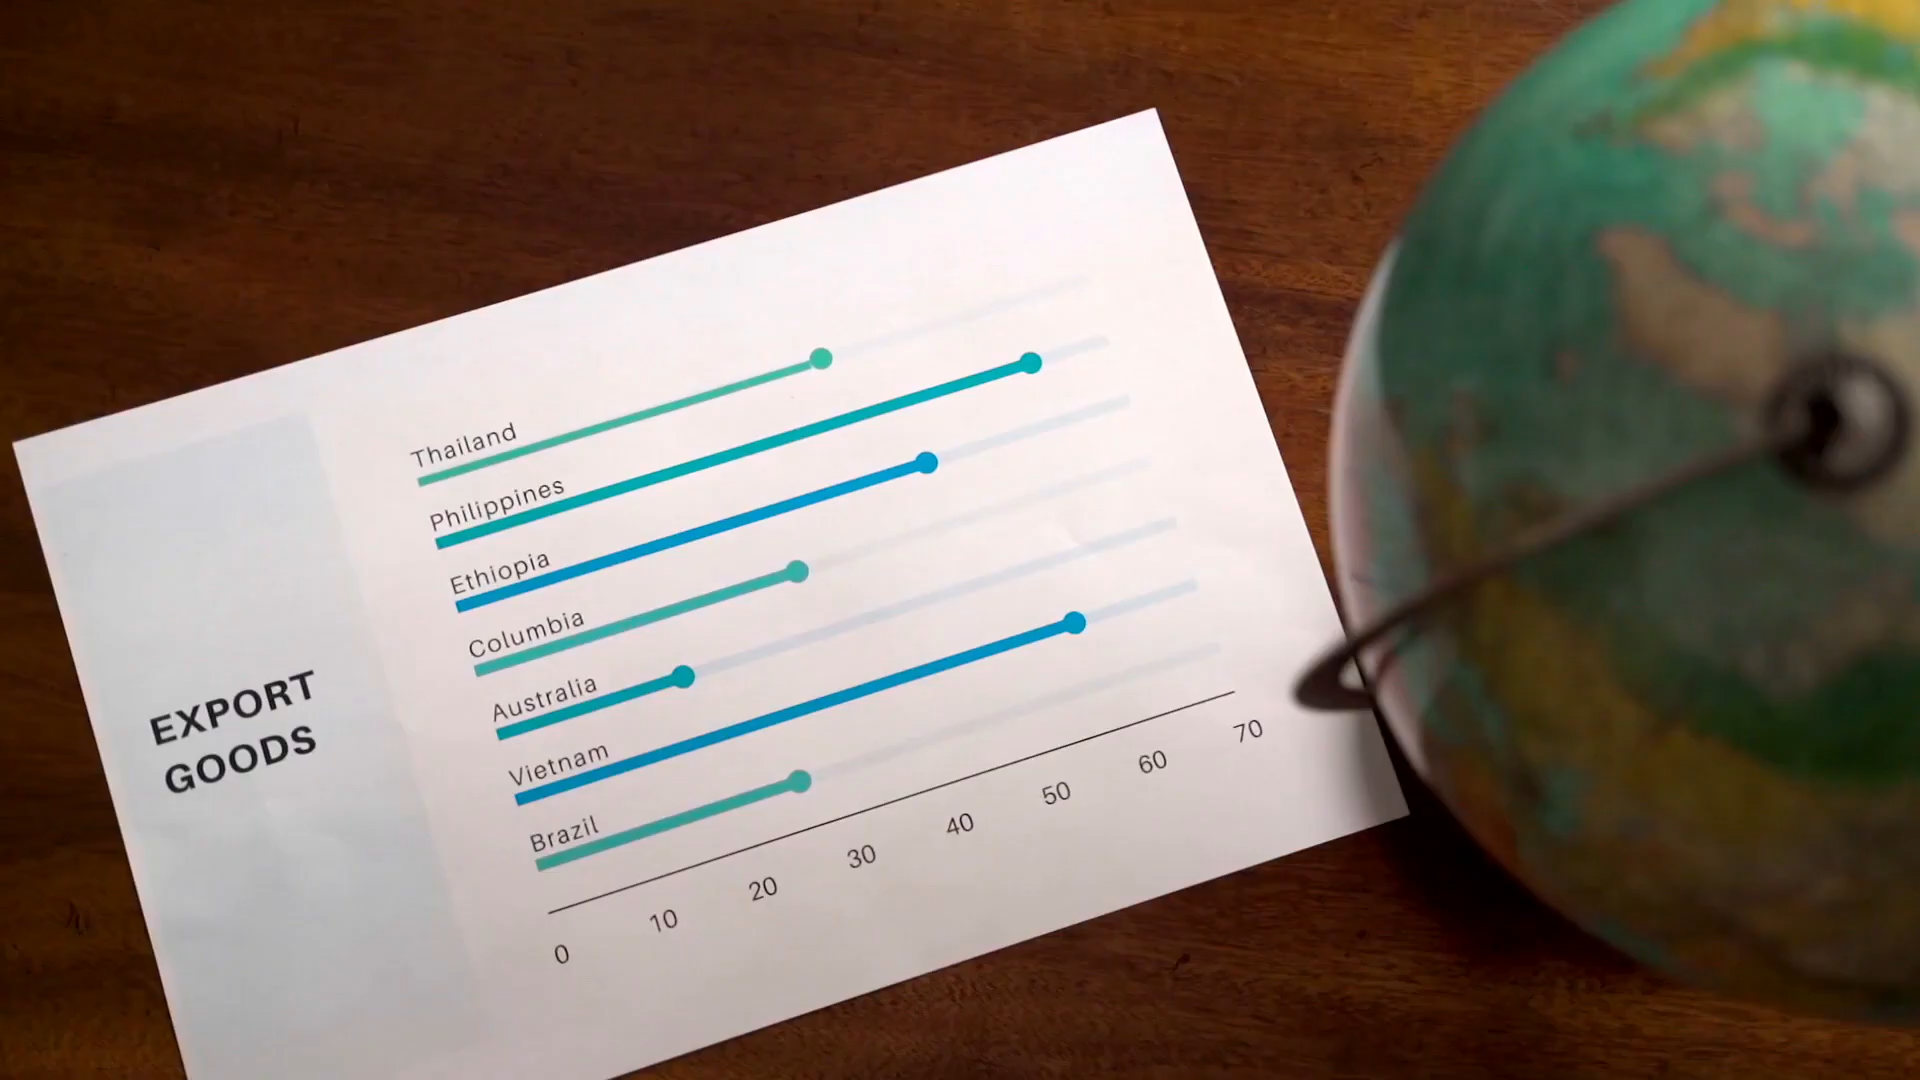 EXPORT
GOODS
Thailand
Philippines
Ethiopia
Columbia
Australia
Vietnam
Brazil
0 10 20 30 40 50 60 70